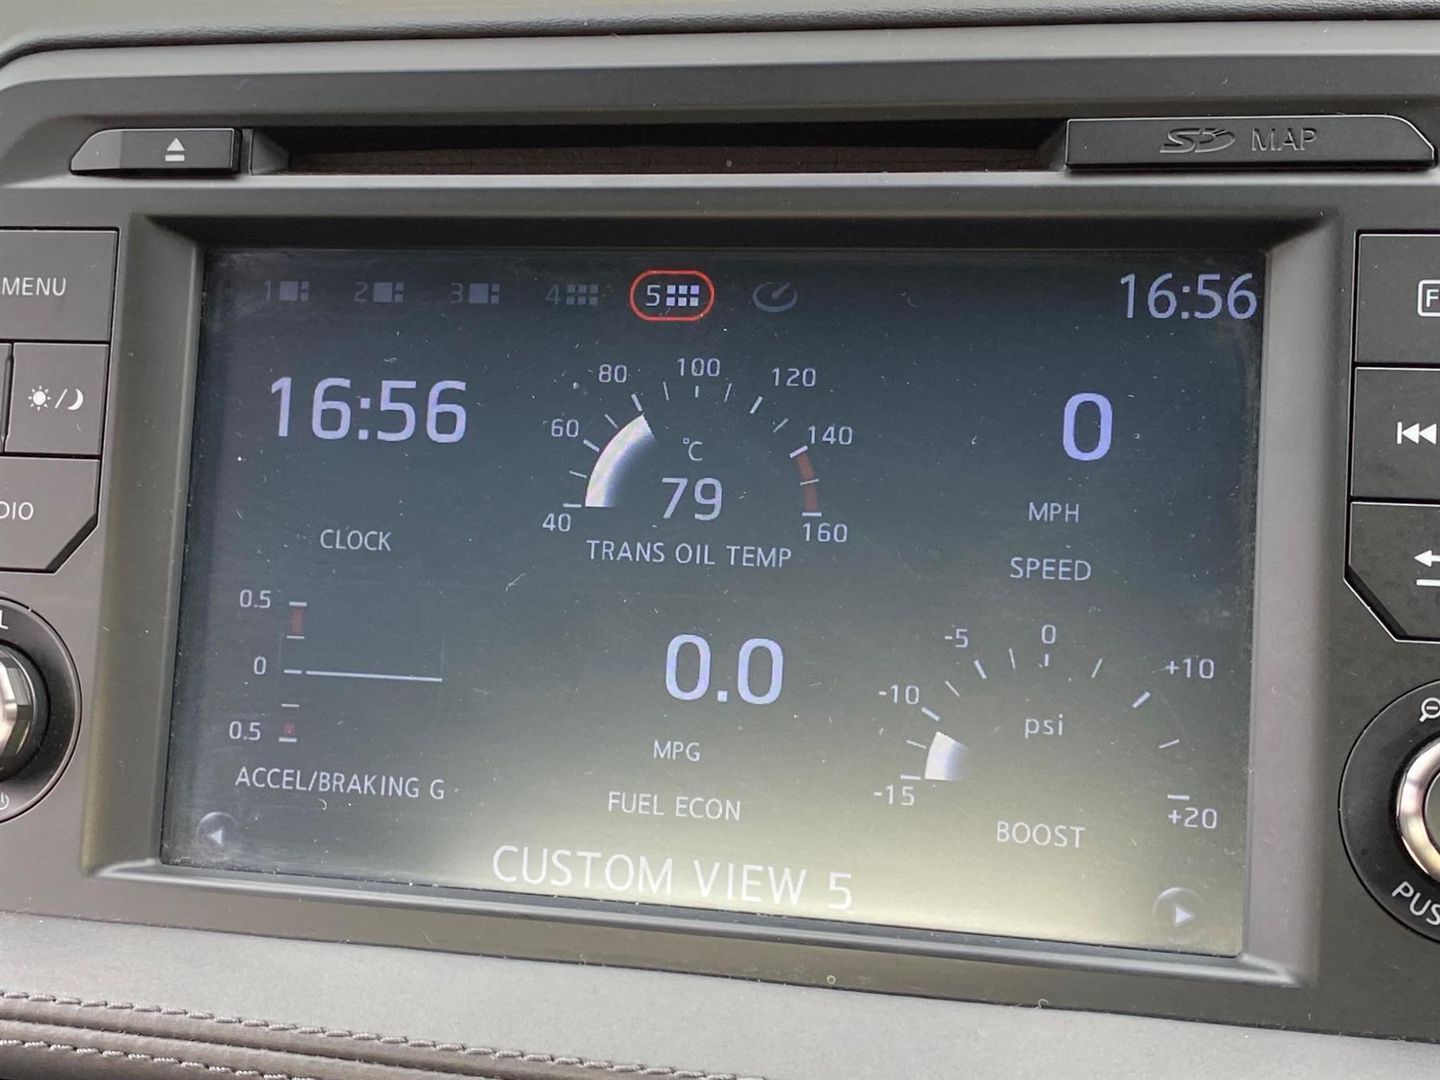 SD MAP
MENU
1 2 3 4 5 16:56
16:56
CLOCK
80 100 120
60 140
40 160
°C
79
TRANS OIL TEMP
0
MPH
SPEED
0.5
0
0.5
ACCEL/BRAKING G
0.0
MPG
FUEL ECON
-5 0 +10
-10
-15 +20
psi
BOOST
CUSTOM VIEW 5